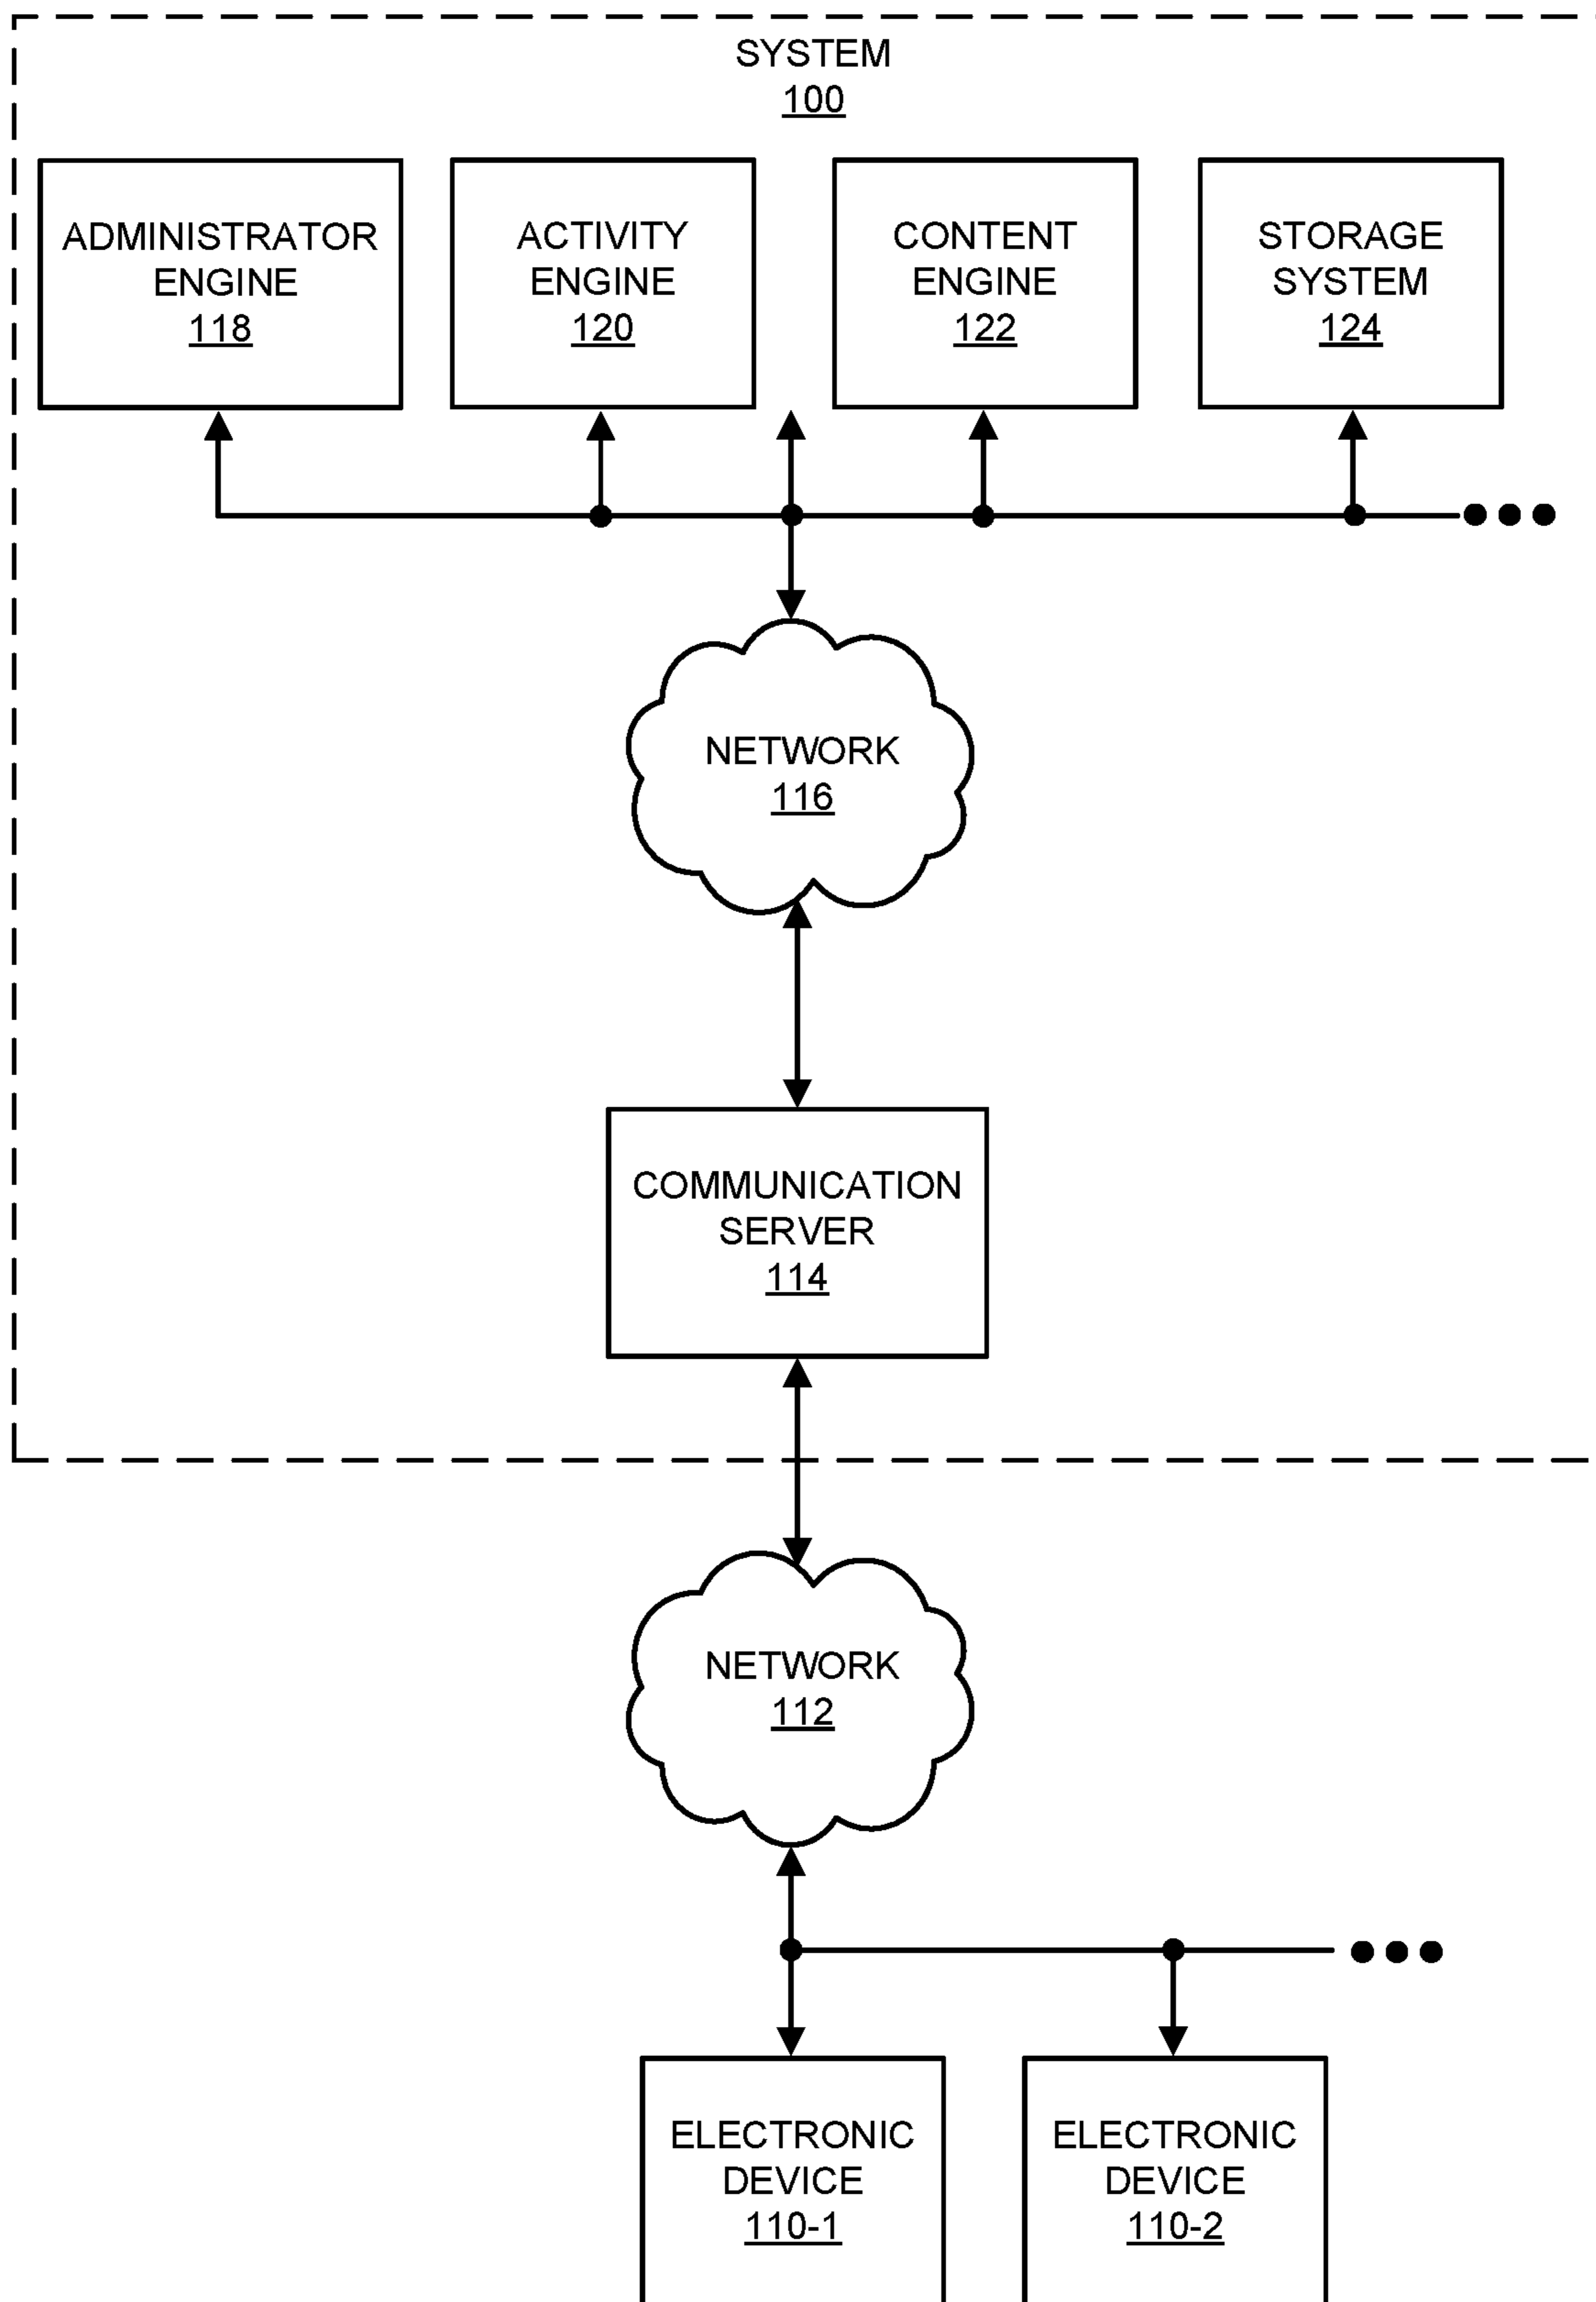 SYSTEM
100
ADMINISTRATOR
ENGINE
118
ACTIVITY
ENGINE
120
CONTENT
ENGINE
122
STORAGE
SYSTEM
124
NETWORK
116
COMMUNICATION
SERVER
114
NETWORK
112
ELECTRONIC
DEVICE
110-1
ELECTRONIC
DEVICE
110-2